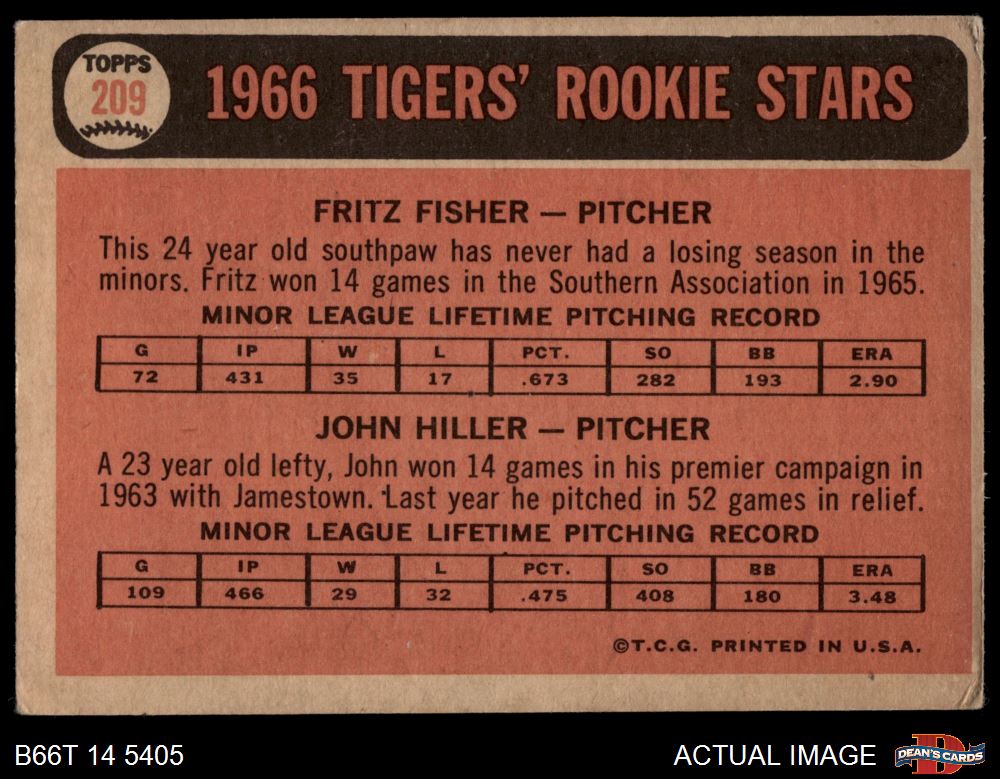 TOPPS
209
1966 TIGERS' ROOKIE STARS
FRITZ FISHER — PITCHER
This 24 year old southpaw has never had a losing season in the
minors. Fritz won 14 games in the Southern Association in 1965.
MINOR LEAGUE LIFETIME PITCHING RECORD
G IP W L PCT. SO BB ERA
72 431 35 17 .673 282 193 2.90
JOHN HILLER — PITCHER
A 23 year old lefty, John won 14 games in his premier campaign in
1963 with Jamestown. Last year he pitched in 52 games in relief.
MINOR LEAGUE LIFETIME PITCHING RECORD
G IP W L PCT. SO BB ERA
109 466 29 32 .475 408 180 3.48
©T.C.G. PRINTED IN U.S.A.
B66T 14 5405
ACTUAL IMAGE
DEAN'S CARDS